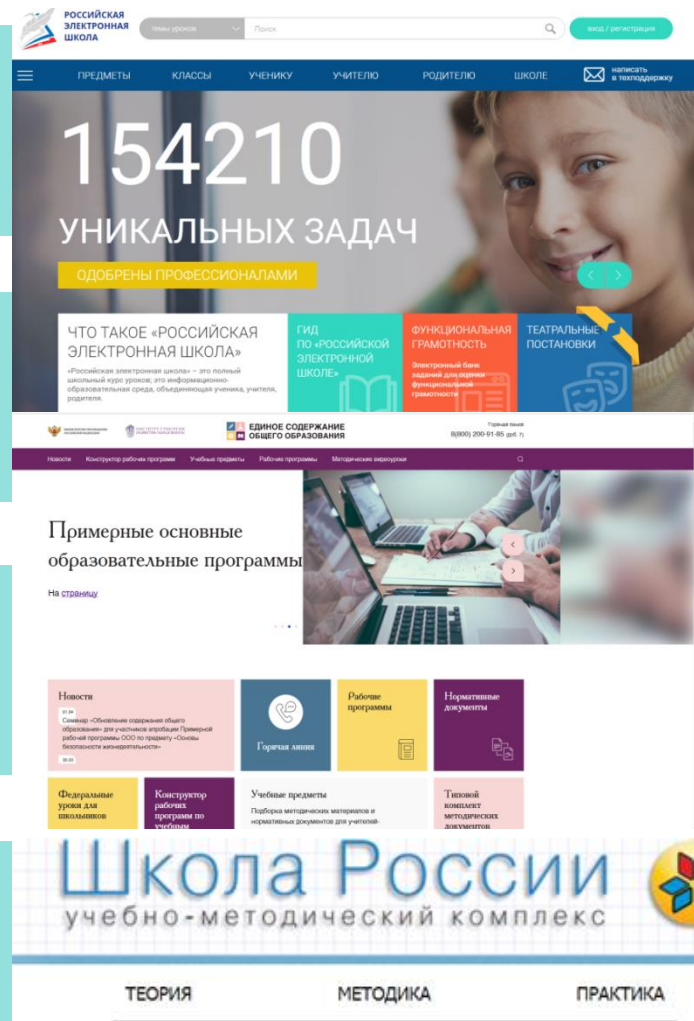 РОССИЙСКАЯ
ЭЛЕКТРОННАЯ
ШКОЛА
темы уроков
Поиск
вход / регистрация
ПРЕДМЕТЫ КЛАССЫ УЧЕНИКУ УЧИТЕЛЮ РОДИТЕЛЮ ШКОЛЕ
написать
в техподдержку
154210
УНИКАЛЬНЫХ ЗАДАЧ
ОДОБРЕНЫ ПРОФЕССИОНАЛАМИ
ЧТО ТАКОЕ «РОССИЙСКАЯ
ЭЛЕКТРОННАЯ ШКОЛА»
«Российская электронная школа» – это полный
школьный курс уроков; это информационно-
образовательная среда, объединяющая ученика, учителя,
родителя.
ГИД
ПО «РОССИЙСКОЙ
ЭЛЕКТРОННОЙ
ШКОЛЕ»
ФУНКЦИОНАЛЬНАЯ
ГРАМОТНОСТЬ
Электронный банк
заданий для оценки
функциональной
грамотности
ТЕАТРАЛЬНЫЕ
ПОСТАНОВКИ
ЕДИНОЕ СОДЕРЖАНИЕ
ОБЩЕГО ОБРАЗОВАНИЯ
Горячая линия
8(800) 200-91-85 (доб. 7)
Новости Конструктор рабочих программ Учебные предметы Рабочие программы Методические видеоуроки
Примерные основные
образовательные программы
На страницу
Новости
01.04
Семинар «Обновление содержания общего
образования» для участников апробации Примерной
рабочей программы ООО по предмету «Основы
безопасности жизнедеятельности»
Горячая линия
Рабочие
программы
Нормативные
документы
Федеральные
уроки для
школьников
Конструктор
рабочих
программ по
учебным
Учебные предметы
Подборка методических материалов и
нормативных документов для учителей-
Типовой
комплект
методических
документов
Школа России
учебно-методический комплекс
ТЕОРИЯ МЕТОДИКА ПРАКТИКА